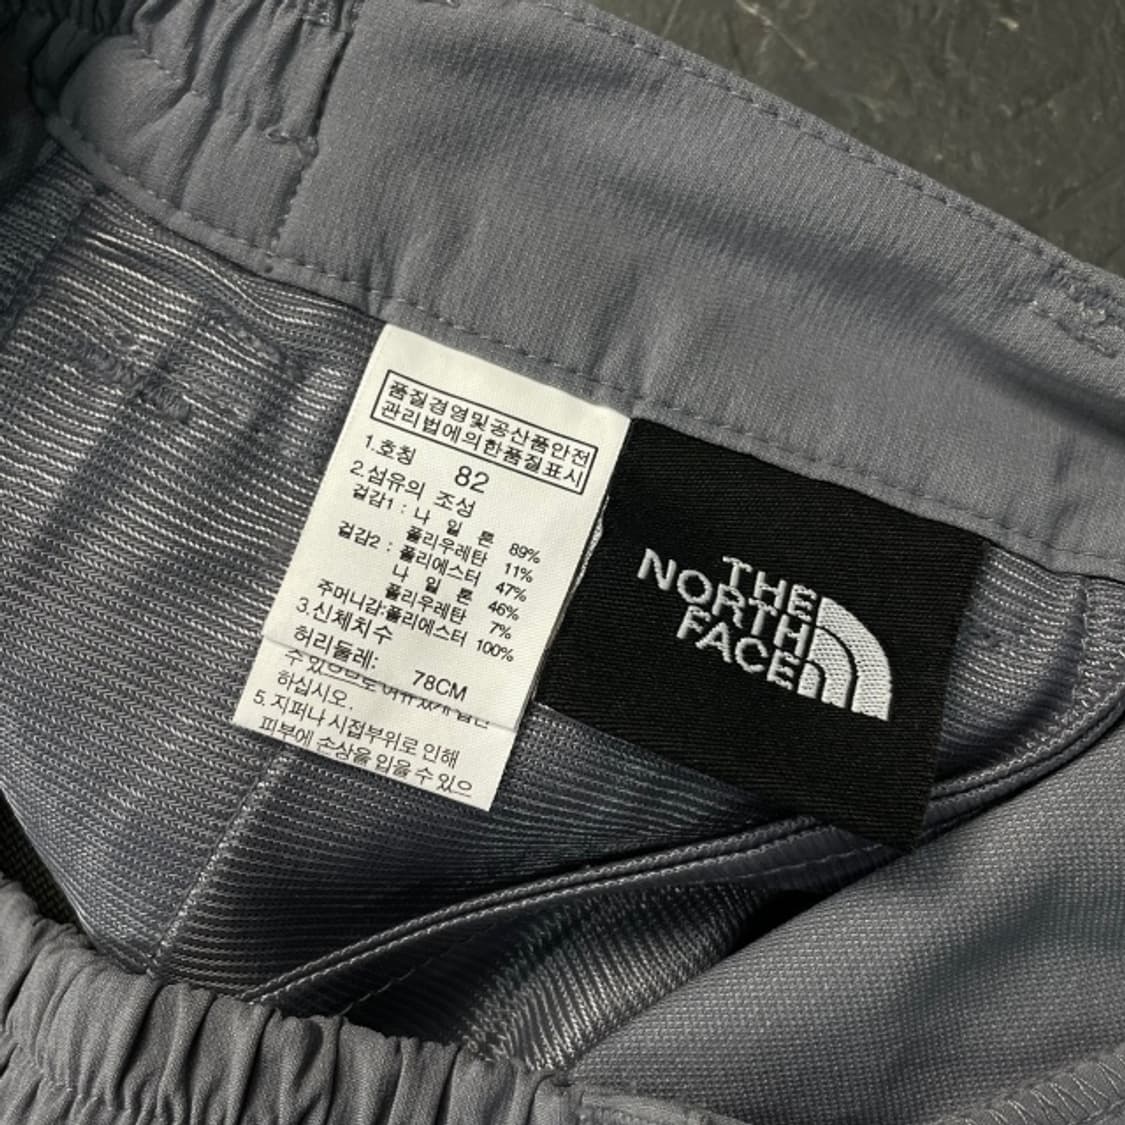 품질경영및공산품안전
관리법에의한품질표시
1.호칭 82
2.섬유의 조성
겉감1 : 나 일 론 89%
폴리우레탄 11%
겉감2 : 폴리에스터 47%
나 일 론 46%
폴리우레탄 7%
주머니감:폴리에스터 100%
3.신체치수
허리둘레: 78CM
수 있으므로
하십시오.
5.지퍼나 시접부위로 인해
피부에 손상을 입을 수 있으
THE
NORTH
FACE